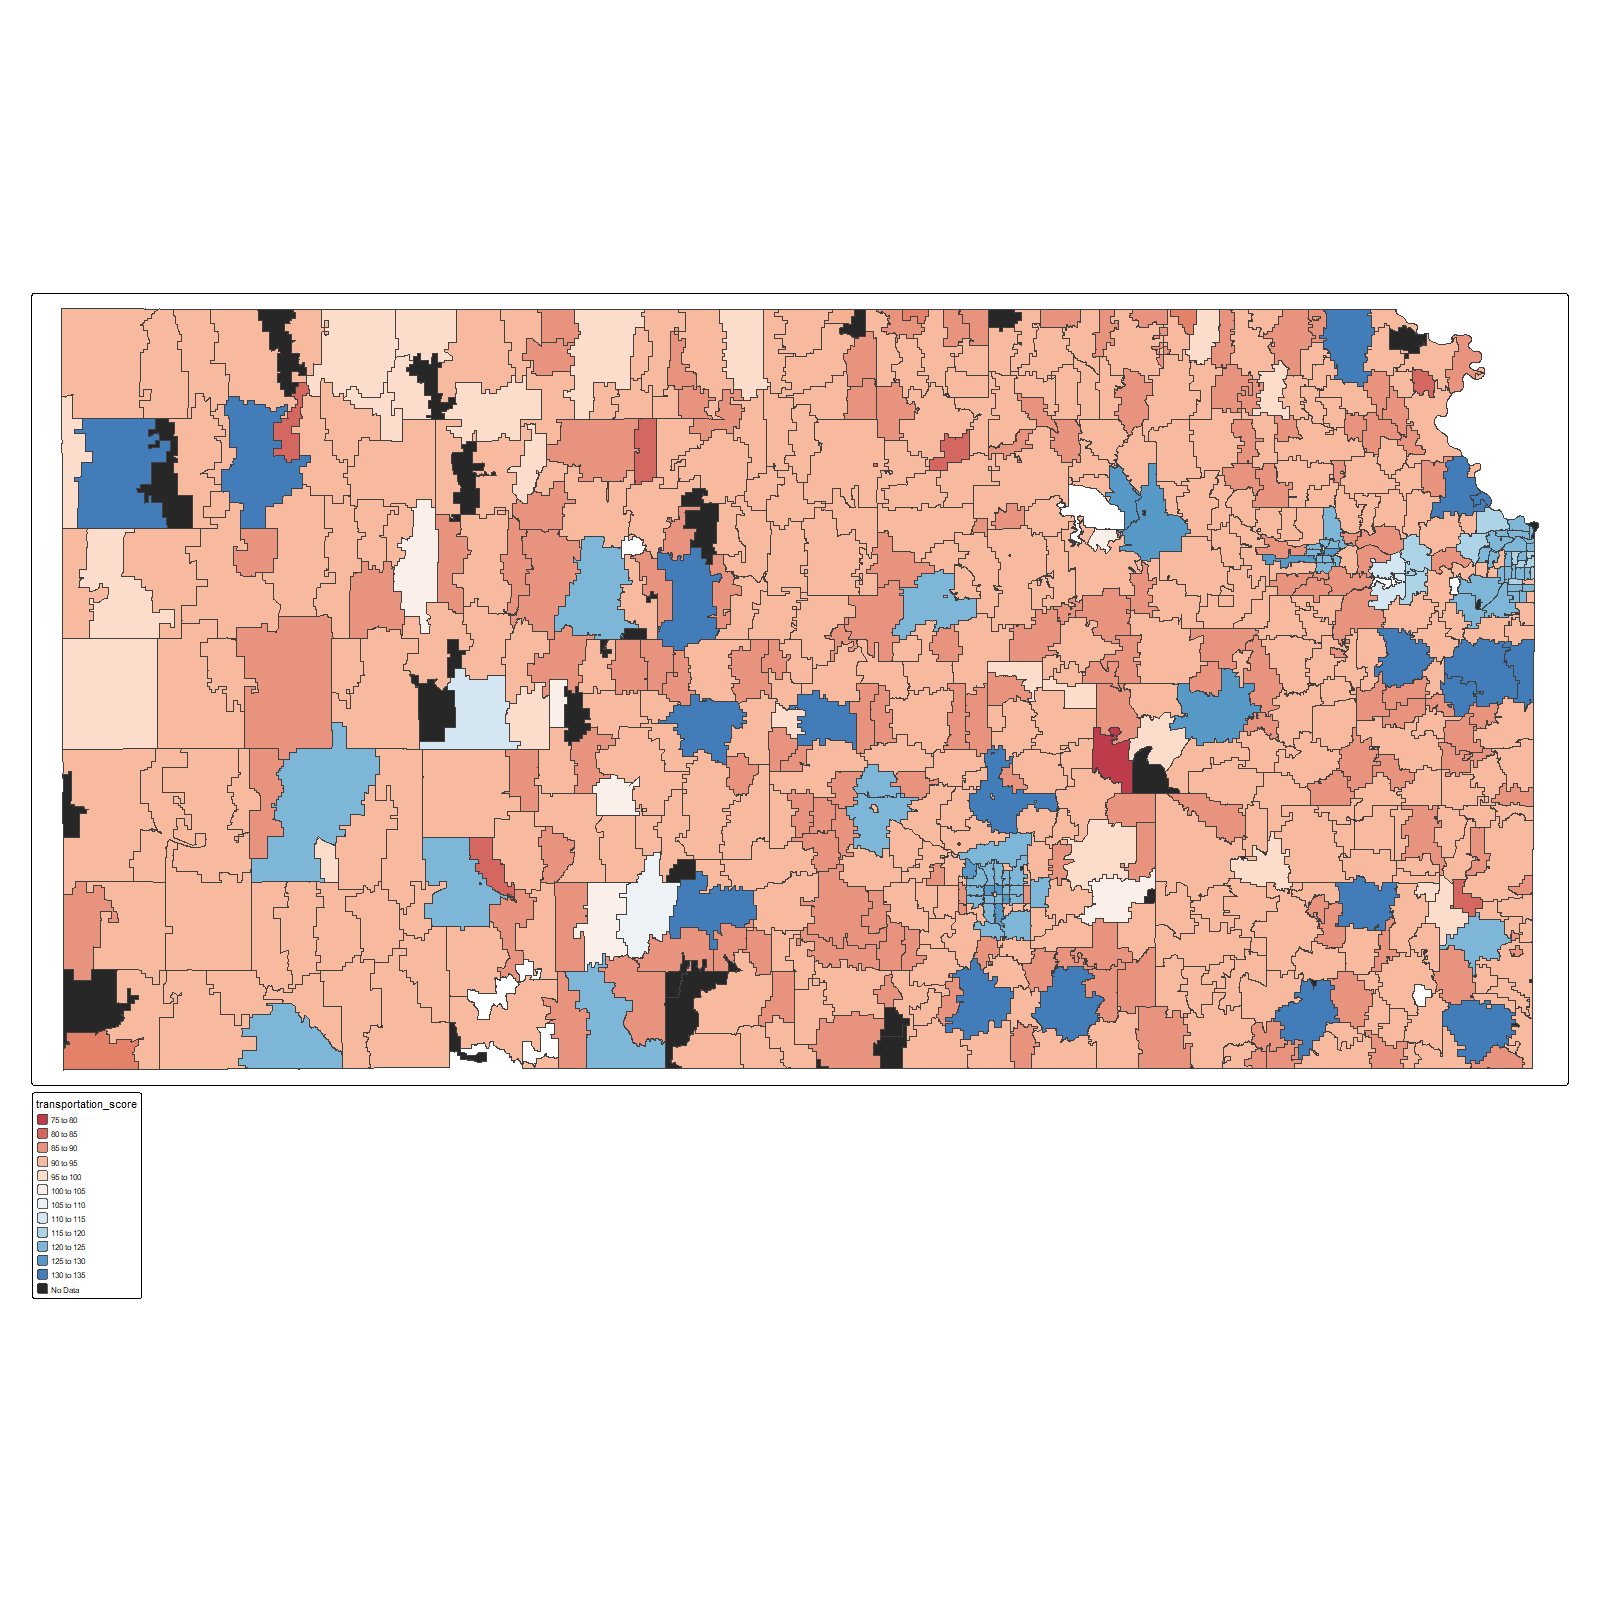 transportation_score
75 to 80
80 to 85
85 to 90
90 to 95
95 to 100
100 to 105
105 to 110
110 to 115
115 to 120
120 to 125
125 to 130
130 to 135
No Data